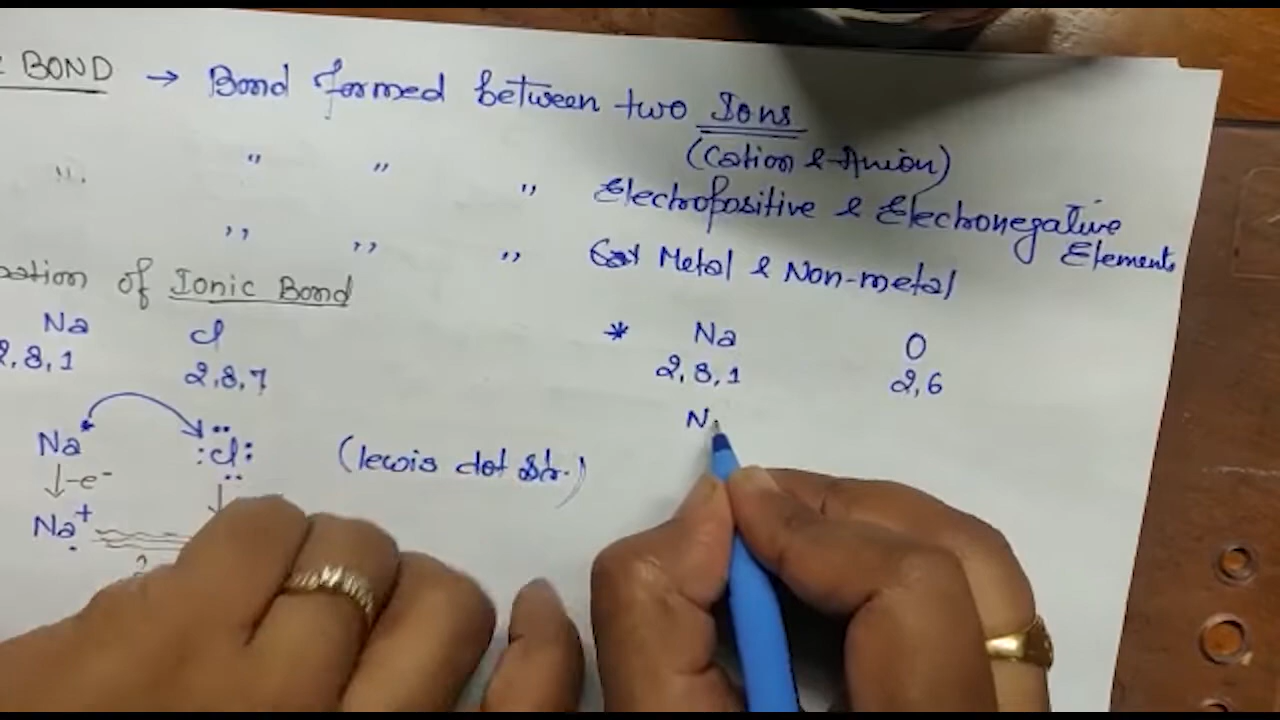 BOND → Bond formed between two Ions
(Cation & Anion)
". " " " Electropositive & Electronegative
Elements
,, ,, ,, Metal & Non-metal
of Ionic Bond
Na Cl * Na O
2,8,1 2,8,7 2,8,1 2,6
Na Cl (lewis dot Str.) N
↓-e⁻ ↓
Na⁺